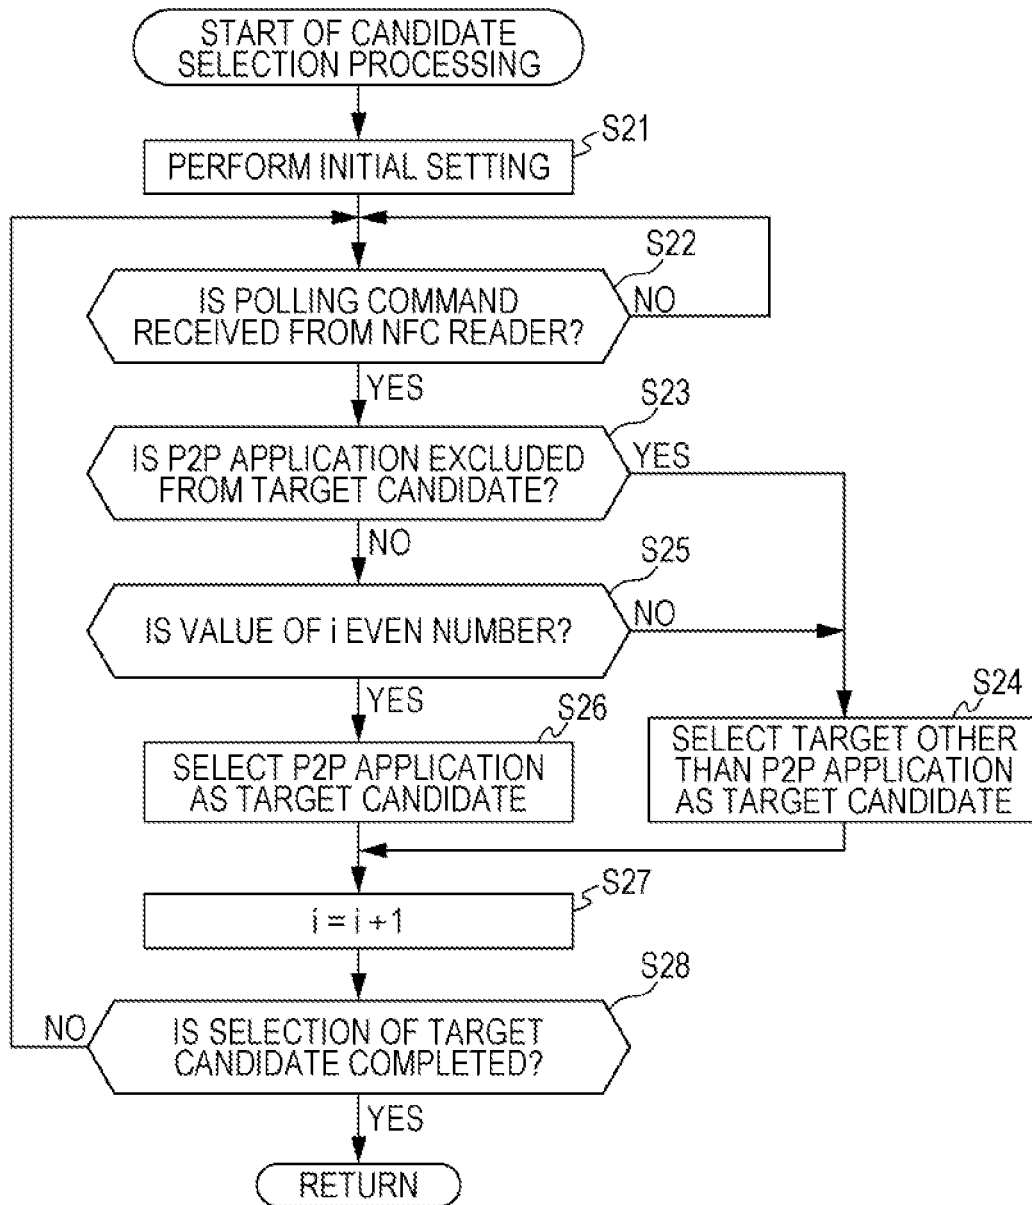 START OF CANDIDATE
SELECTION PROCESSING
S21
PERFORM INITIAL SETTING
S22
IS POLLING COMMAND
RECEIVED FROM NFC READER?
NO
YES
S23
IS P2P APPLICATION EXCLUDED
FROM TARGET CANDIDATE?
YES
NO
S25
IS VALUE OF i EVEN NUMBER?
NO
YES
S26
SELECT P2P APPLICATION
AS TARGET CANDIDATE
S24
SELECT TARGET OTHER
THAN P2P APPLICATION
AS TARGET CANDIDATE
S27
i = i +1
S28
IS SELECTION OF TARGET
CANDIDATE COMPLETED?
NO
YES
RETURN